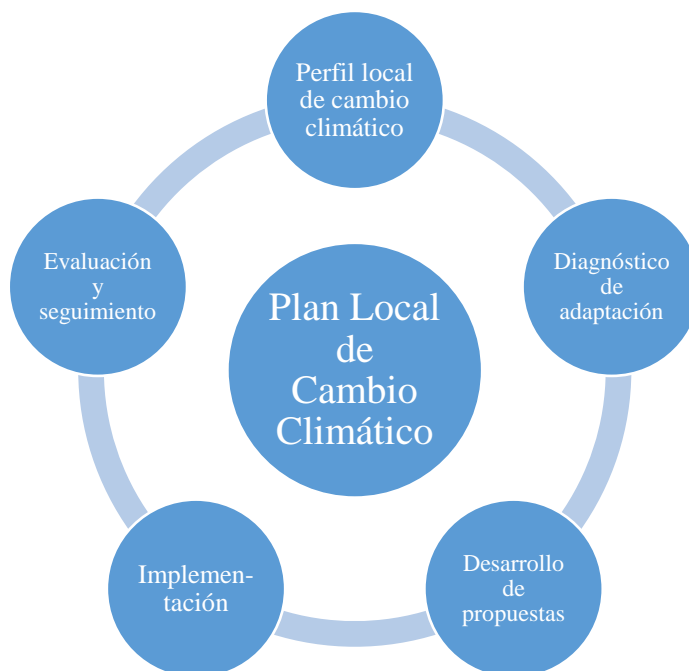 Perfil local
de cambio
climático
Diagnóstico
de
adaptación
Desarrollo
de
propuestas
Implemen-
tación
Evaluación
y
seguimiento
Plan Local
de
Cambio
Climático